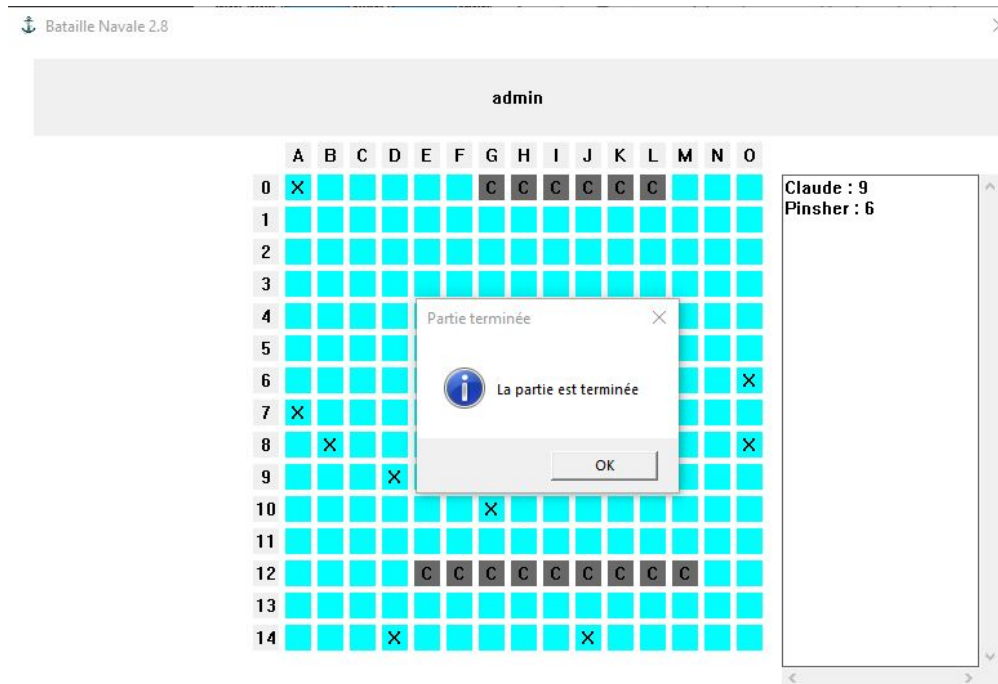 Bataille Navale 2.8
admin
A B C D E F G H I J K L M N O
0 X C C C C C C
1
2
3
4
5
6 X
7 X
8 X X
9 X
10 X
11
12 C C C C C C C C C
13
14 X X
Partie terminée
La partie est terminée
OK
Claude : 9
Pinsher : 6